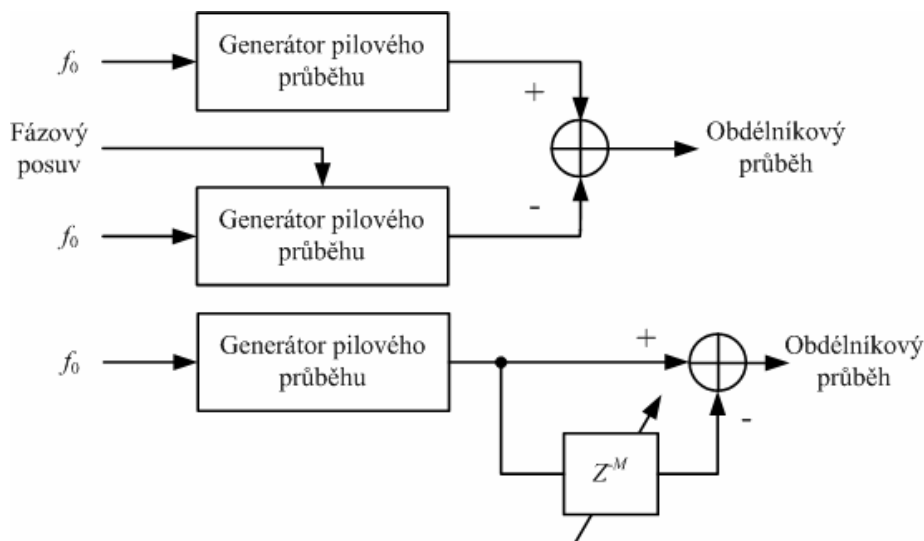 Generátor pilového
průběhu
f₀
+
Fázový
posuv
Obdélníkový
průběh
-
Generátor pilového
průběhu
f₀
Generátor pilového
průběhu
f₀
+
Obdélníkový
průběh
-
Z⁻ᴹ